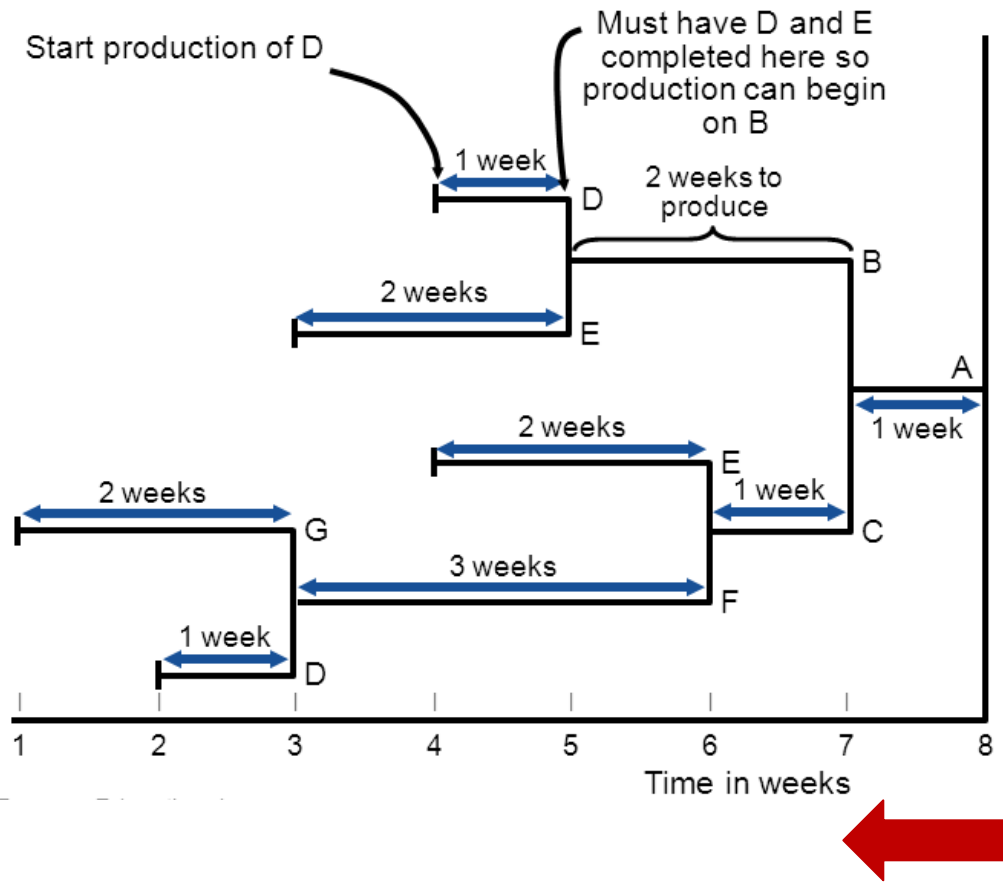 Start production of D
Must have D and E
completed here so
production can begin
on B
1 week
D
2 weeks to
produce
B
2 weeks
E
A
1 week
2 weeks
E
2 weeks
G
1 week
C
3 weeks
F
1 week
D
1 2 3 4 5 6 7 8
Time in weeks